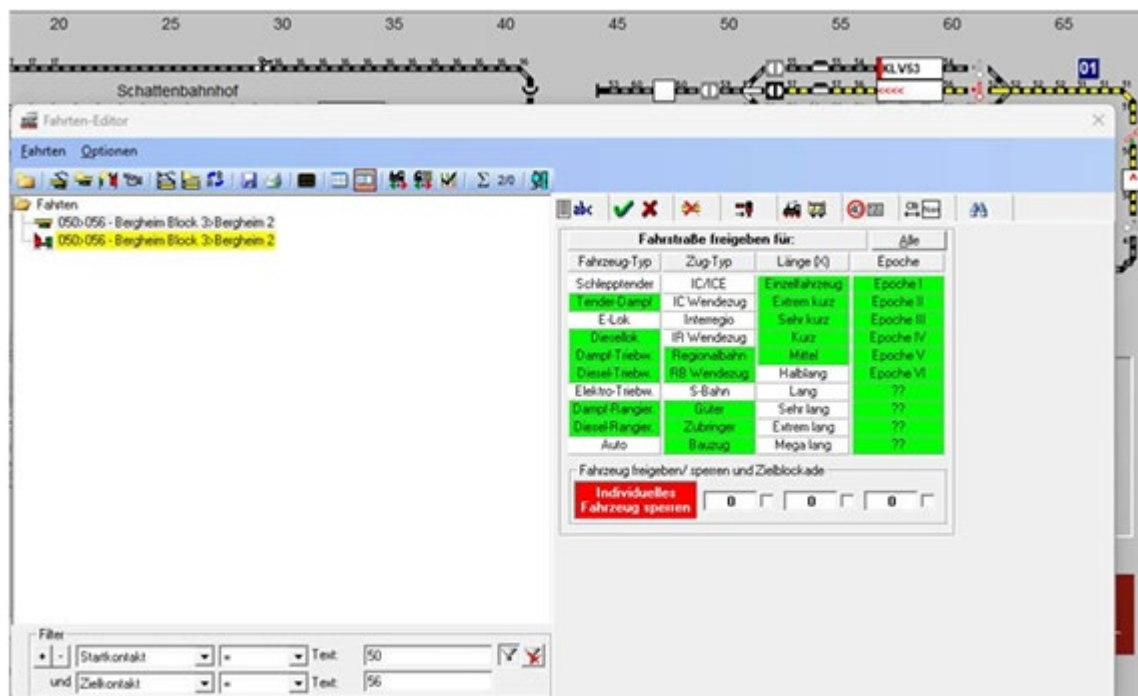 20 25 30 35 40 45 50 55 60 65
KLV53
01
Schattenbahnhof
<<<<
Fahrten-Editor
Fahrten Optionen
Σ 2/0
Fahrten
050>056 - Bergheim Block 3>Bergheim 2
050>056 - Bergheim Block 3>Bergheim 2
abc
Fahrstraße freigeben für: Alle
Fahrzeug-Typ Zug-Typ Länge (X) Epoche
Schlepptender IC/ICE Einzelfahrzeug Epoche I
Tender-Dampf IC Wendezug Extrem kurz Epoche II
E-Lok Interregio Sehr kurz Epoche III
Diesellok IR Wendezug Kurz Epoche IV
Dampf-Triebw. Regionalbahn Mittel Epoche V
Diesel-Triebw. RB Wendezug Halblang Epoche VI
Elektro-Triebw. S-Bahn Lang ??
Dampf-Rangier. Güter Sehr lang ??
Diesel-Rangier. Zubringer Extrem lang ??
Auto Bauzug Mega lang ??
Fahrzeug freigeben/ sperren und Zielblockade
Individuelles
Fahrzeug sperren 0 0 0
Filter
+ - Startkontakt = Text: 50
und Zielkontakt = Text: 56